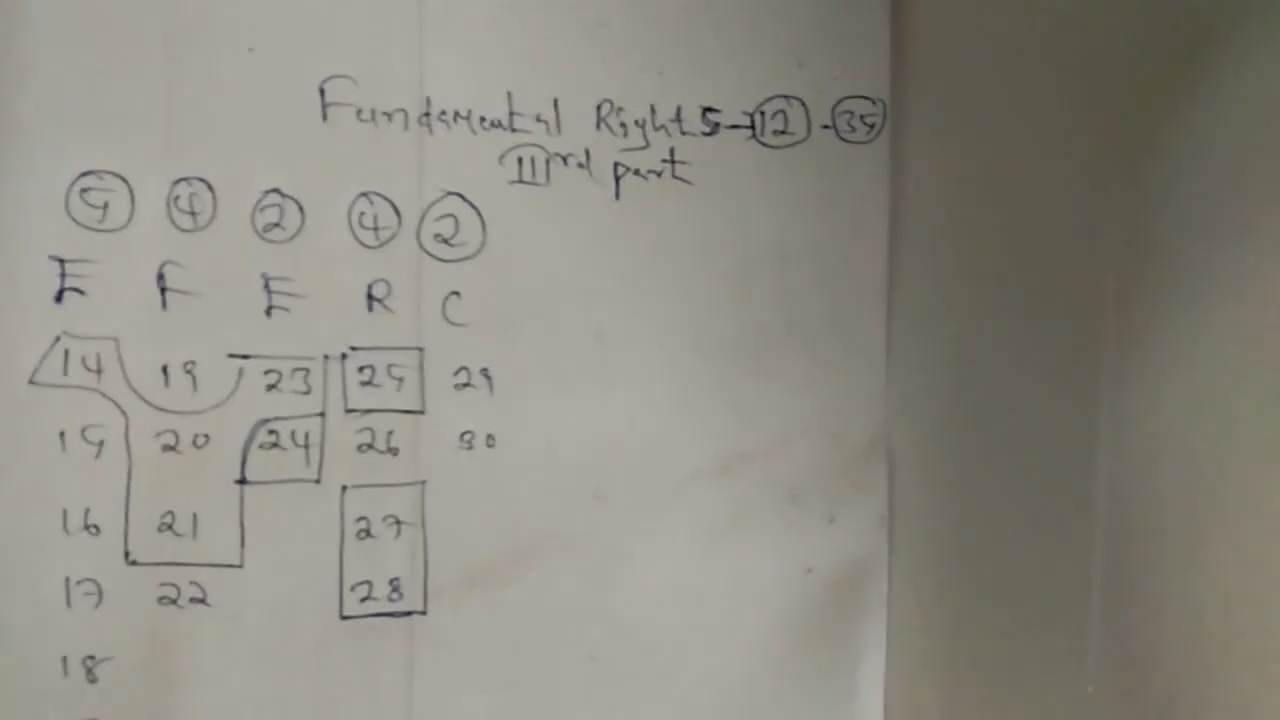 Fundamental Rights → 12 - 35
IIIrd part
5 4 2 4 2
E F E R C
14 19 23 25 29
15 20 24 26 30
16 21 27
17 22 28
18